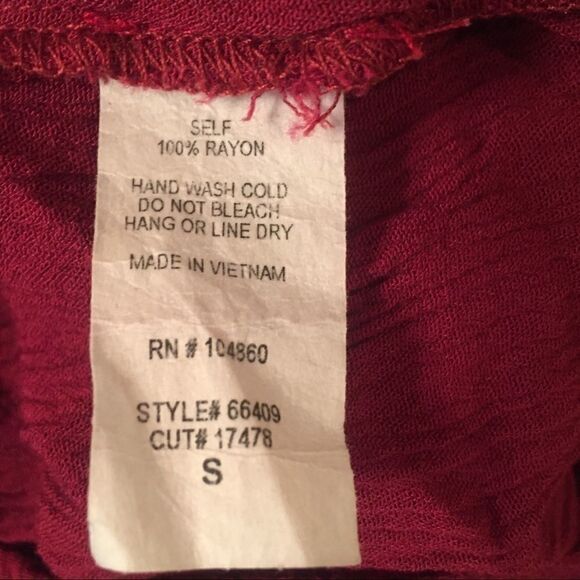 SELF
100% RAYON
HAND WASH COLD
DO NOT BLEACH
HANG OR LINE DRY
MADE IN VIETNAM
RN # 104860
STYLE# 66409
CUT# 17478
S